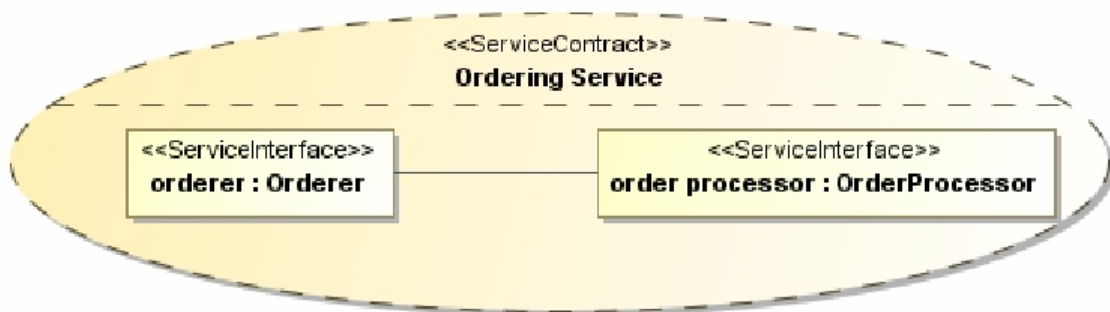 <<ServiceContract>>
Ordering Service
<<ServiceInterface>>
orderer : Orderer
<<ServiceInterface>>
order processor : OrderProcessor